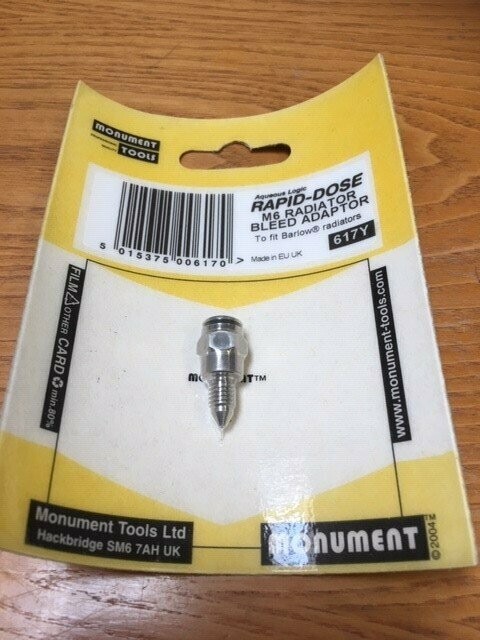 MONUMENT
TOOLS
Aqueous Logic
RAPID-DOSE
M6 RADIATOR
BLEED ADAPTOR
To fit Barlow® radiators
617Y
Made in EU UK
5 015375 006170 >
FILM OTHER CARD min. 80%
www.monument-tools.com
MONUMENT™
Monument Tools Ltd
Hackbridge SM6 7AH UK
MONUMENT
© 2004